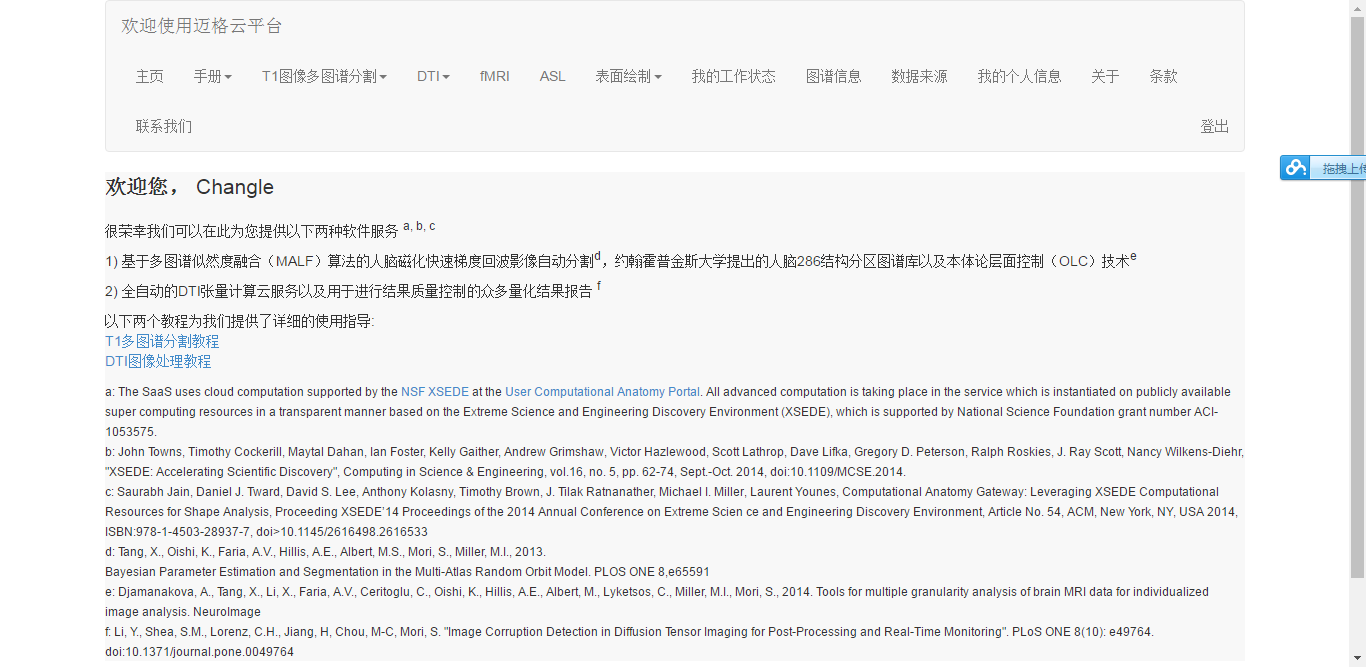 欢迎使用迈格云平台
主页 手册 T1图像多图谱分割 DTI fMRI ASL 表面绘制 我的工作状态 图谱信息 数据来源 我的个人信息 关于 条款
联系我们 登出
拖拽上传
欢迎您， Changle
很荣幸我们可以在此为您提供以下两种软件服务 a, b, c
1) 基于多图谱似然度融合（MALF）算法的人脑磁化快速梯度回波影像自动分割d，约翰霍普金斯大学提出的人脑286结构分区图谱库以及本体论层面控制（OLC）技术e
2) 全自动的DTI张量计算云服务以及用于进行结果质量控制的众多量化结果报告 f
以下两个教程为我们提供了详细的使用指导:
T1多图谱分割教程
DTI图像处理教程
a: The SaaS uses cloud computation supported by the NSF XSEDE at the User Computational Anatomy Portal. All advanced computation is taking place in the service which is instantiated on publicly available
super computing resources in a transparent manner based on the Extreme Science and Engineering Discovery Environment (XSEDE), which is supported by National Science Foundation grant number ACI-
1053575.
b: John Towns, Timothy Cockerill, Maytal Dahan, Ian Foster, Kelly Gaither, Andrew Grimshaw, Victor Hazlewood, Scott Lathrop, Dave Lifka, Gregory D. Peterson, Ralph Roskies, J. Ray Scott, Nancy Wilkens-Diehr,
"XSEDE: Accelerating Scientific Discovery", Computing in Science & Engineering, vol.16, no. 5, pp. 62-74, Sept.-Oct. 2014, doi:10.1109/MCSE.2014.
c: Saurabh Jain, Daniel J. Tward, David S. Lee, Anthony Kolasny, Timothy Brown, J. Tilak Ratnanather, Michael I. Miller, Laurent Younes, Computational Anatomy Gateway: Leveraging XSEDE Computational
Resources for Shape Analysis, Proceeding XSEDE'14 Proceedings of the 2014 Annual Conference on Extreme Scien ce and Engineering Discovery Environment, Article No. 54, ACM, New York, NY, USA 2014,
ISBN:978-1-4503-28937-7, doi>10.1145/2616498.2616533
d: Tang, X., Oishi, K., Faria, A.V., Hillis, A.E., Albert, M.S., Mori, S., Miller, M.I., 2013.
Bayesian Parameter Estimation and Segmentation in the Multi-Atlas Random Orbit Model. PLOS ONE 8,e65591
e: Djamanakova, A., Tang, X., Li, X., Faria, A.V., Ceritoglu, C., Oishi, K., Hillis, A.E., Albert, M., Lyketsos, C., Miller, M.I., Mori, S., 2014. Tools for multiple granularity analysis of brain MRI data for individualized
image analysis. NeuroImage
f: Li, Y., Shea, S.M., Lorenz, C.H., Jiang, H, Chou, M-C, Mori, S. "Image Corruption Detection in Diffusion Tensor Imaging for Post-Processing and Real-Time Monitoring". PLoS ONE 8(10): e49764.
doi:10.1371/journal.pone.0049764